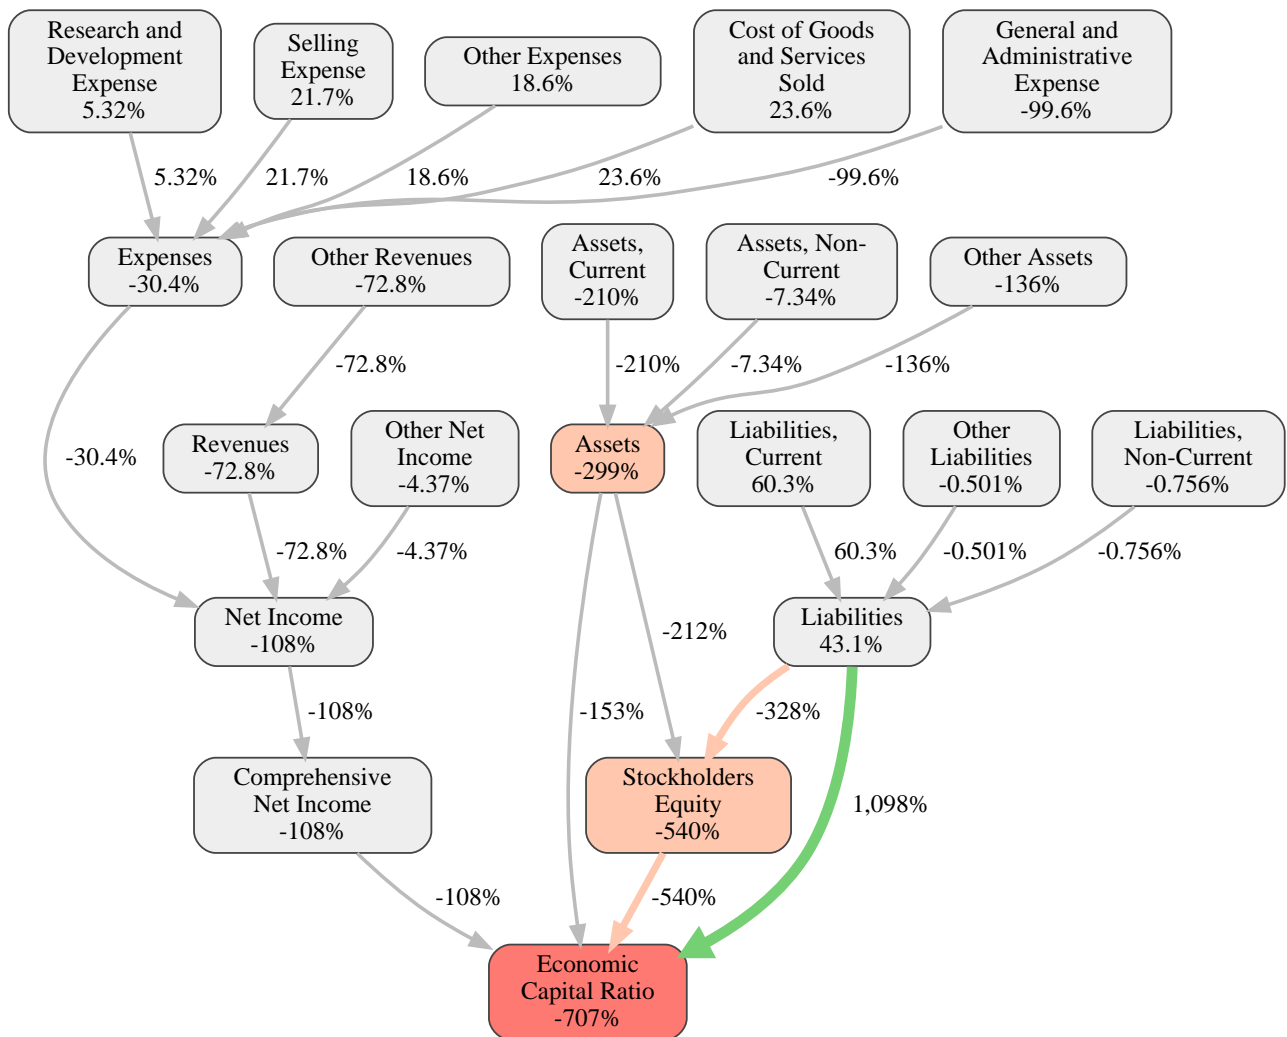 Research and
Development
Expense
5.32%
Selling
Expense
21.7%
Other Expenses
18.6%
Cost of Goods
and Services
Sold
23.6%
General and
Administrative
Expense
-99.6%
5.32%
21.7%
18.6%
23.6%
-99.6%
Expenses
-30.4%
Other Revenues
-72.8%
Assets,
Current
-210%
Assets, Non-
Current
-7.34%
Other Assets
-136%
-72.8%
-210%
-7.34%
-136%
-30.4%
Revenues
-72.8%
Other Net
Income
-4.37%
Assets
-299%
Liabilities,
Current
60.3%
Other
Liabilities
-0.501%
Liabilities,
Non-Current
-0.756%
-72.8%
-4.37%
60.3%
-0.501%
-0.756%
Net Income
-108%
-212%
Liabilities
43.1%
-108%
-153%
-328%
Comprehensive
Net Income
-108%
Stockholders
Equity
-540%
1,098%
-108%
-540%
Economic
Capital Ratio
-707%